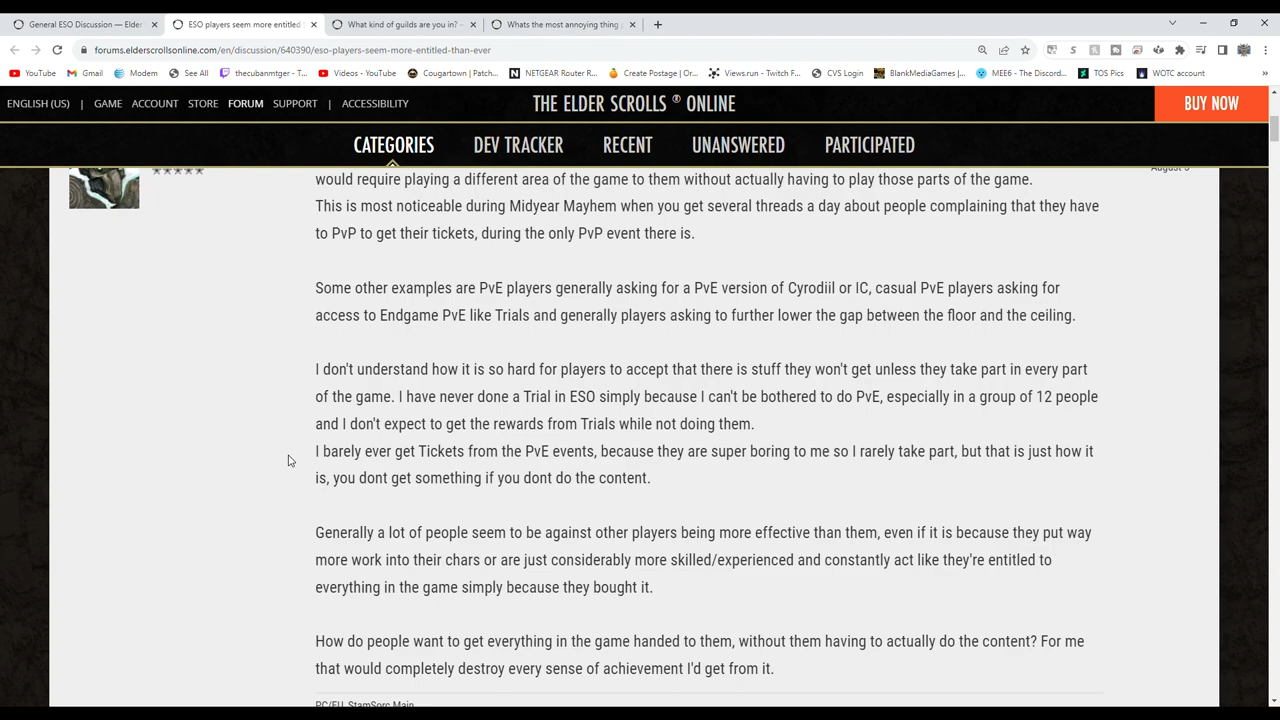 General ESO Discussion — Elder
ESO players seem more entitled
What kind of guilds are you in? —
Whats the most annoying thing
forums.elderscrollsonline.com/en/discussion/640390/eso-players-seem-more-entitled-than-ever
YouTube
Gmail
Modem
See All
thecubanmtger - T...
Videos - YouTube
Cougartown | Patch...
NETGEAR Router R...
Create Postage | Or...
Views.run - Twitch F...
CVS Login
BlankMediaGames |...
MEE6 - The Discord...
TOS Pics
WOTC account
ENGLISH (US) | GAME ACCOUNT STORE FORUM SUPPORT | ACCESSIBILITY
THE ELDER SCROLLS ® ONLINE
BUY NOW
CATEGORIES DEV TRACKER RECENT UNANSWERED PARTICIPATED
would require playing a different area of the game to them without actually having to play those parts of the game.
This is most noticeable during Midyear Mayhem when you get several threads a day about people complaining that they have
to PvP to get their tickets, during the only PvP event there is.
Some other examples are PvE players generally asking for a PvE version of Cyrodiil or IC, casual PvE players asking for
access to Endgame PvE like Trials and generally players asking to further lower the gap between the floor and the ceiling.
I don't understand how it is so hard for players to accept that there is stuff they won't get unless they take part in every part
of the game. I have never done a Trial in ESO simply because I can't be bothered to do PvE, especially in a group of 12 people
and I don't expect to get the rewards from Trials while not doing them.
I barely ever get Tickets from the PvE events, because they are super boring to me so I rarely take part, but that is just how it
is, you dont get something if you dont do the content.
Generally a lot of people seem to be against other players being more effective than them, even if it is because they put way
more work into their chars or are just considerably more skilled/experienced and constantly act like they're entitled to
everything in the game simply because they bought it.
How do people want to get everything in the game handed to them, without them having to actually do the content? For me
that would completely destroy every sense of achievement I'd get from it.
PC/EU, StamSorc Main